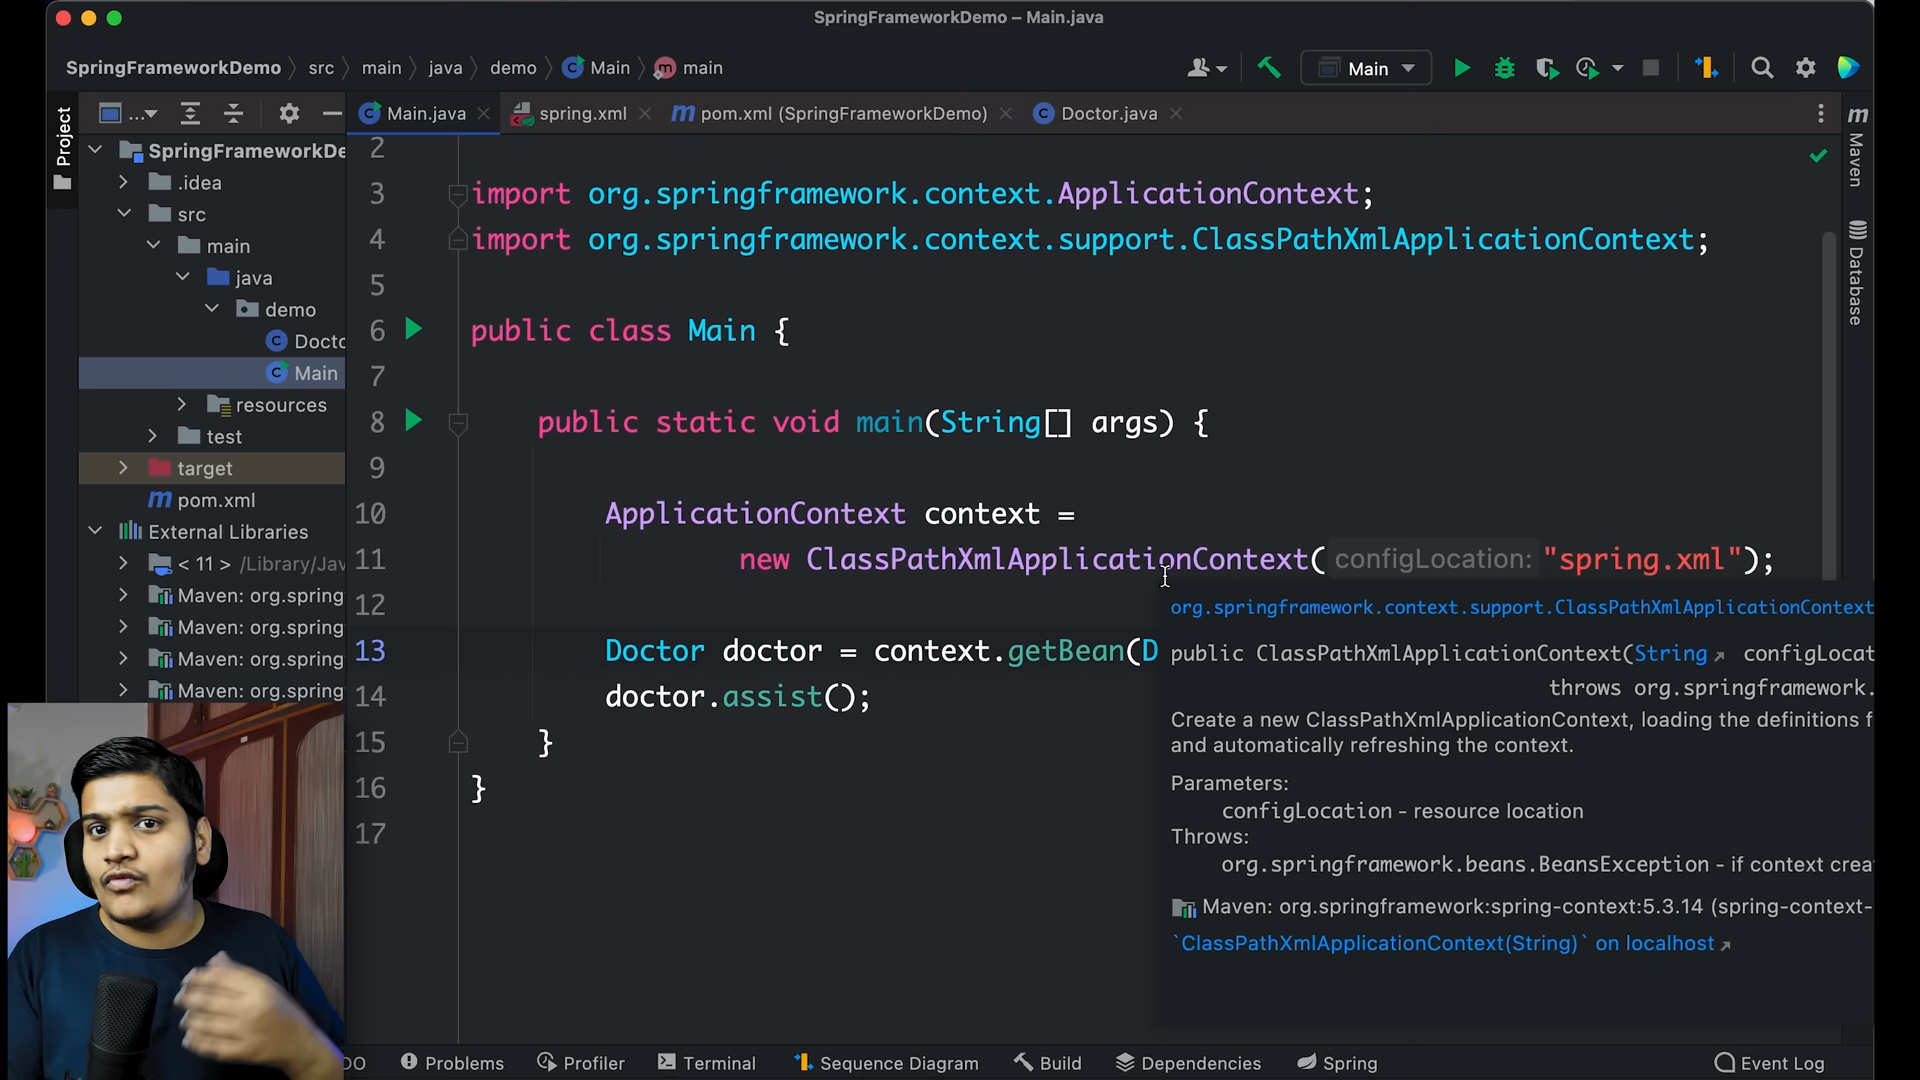 SpringFrameworkDemo – Main.java
SpringFrameworkDemo src main java demo Main main
Main
Project
Main.java spring.xml pom.xml (SpringFrameworkDemo) Doctor.java
SpringFrameworkDe
.idea
src
main
java
demo
Docto
Main
resources
test
target
pom.xml
External Libraries
< 11 > /Library/Jav
Maven: org.spring
Maven: org.spring
Maven: org.spring
Maven: org.spring
2
3 import org.springframework.context.ApplicationContext;
4 import org.springframework.context.support.ClassPathXmlApplicationContext;
5
6 public class Main {
7
8 public static void main(String[] args) {
9
10 ApplicationContext context =
11 new ClassPathXmlApplicationContext( configLocation: "spring.xml");
12
13 Doctor doctor = context.getBean(D
14 doctor.assist();
15 }
16 }
17
org.springframework.context.support.ClassPathXmlApplicationContext
public ClassPathXmlApplicationContext(String configLocat
throws org.springframework.
Create a new ClassPathXmlApplicationContext, loading the definitions f
and automatically refreshing the context.
Parameters:
configLocation – resource location
Throws:
org.springframework.beans.BeansException – if context crea
Maven: org.springframework:spring-context:5.3.14 (spring-context-
`ClassPathXmlApplicationContext(String)` on localhost
m Maven
Database
DO Problems Profiler Terminal Sequence Diagram Build Dependencies Spring Event Log